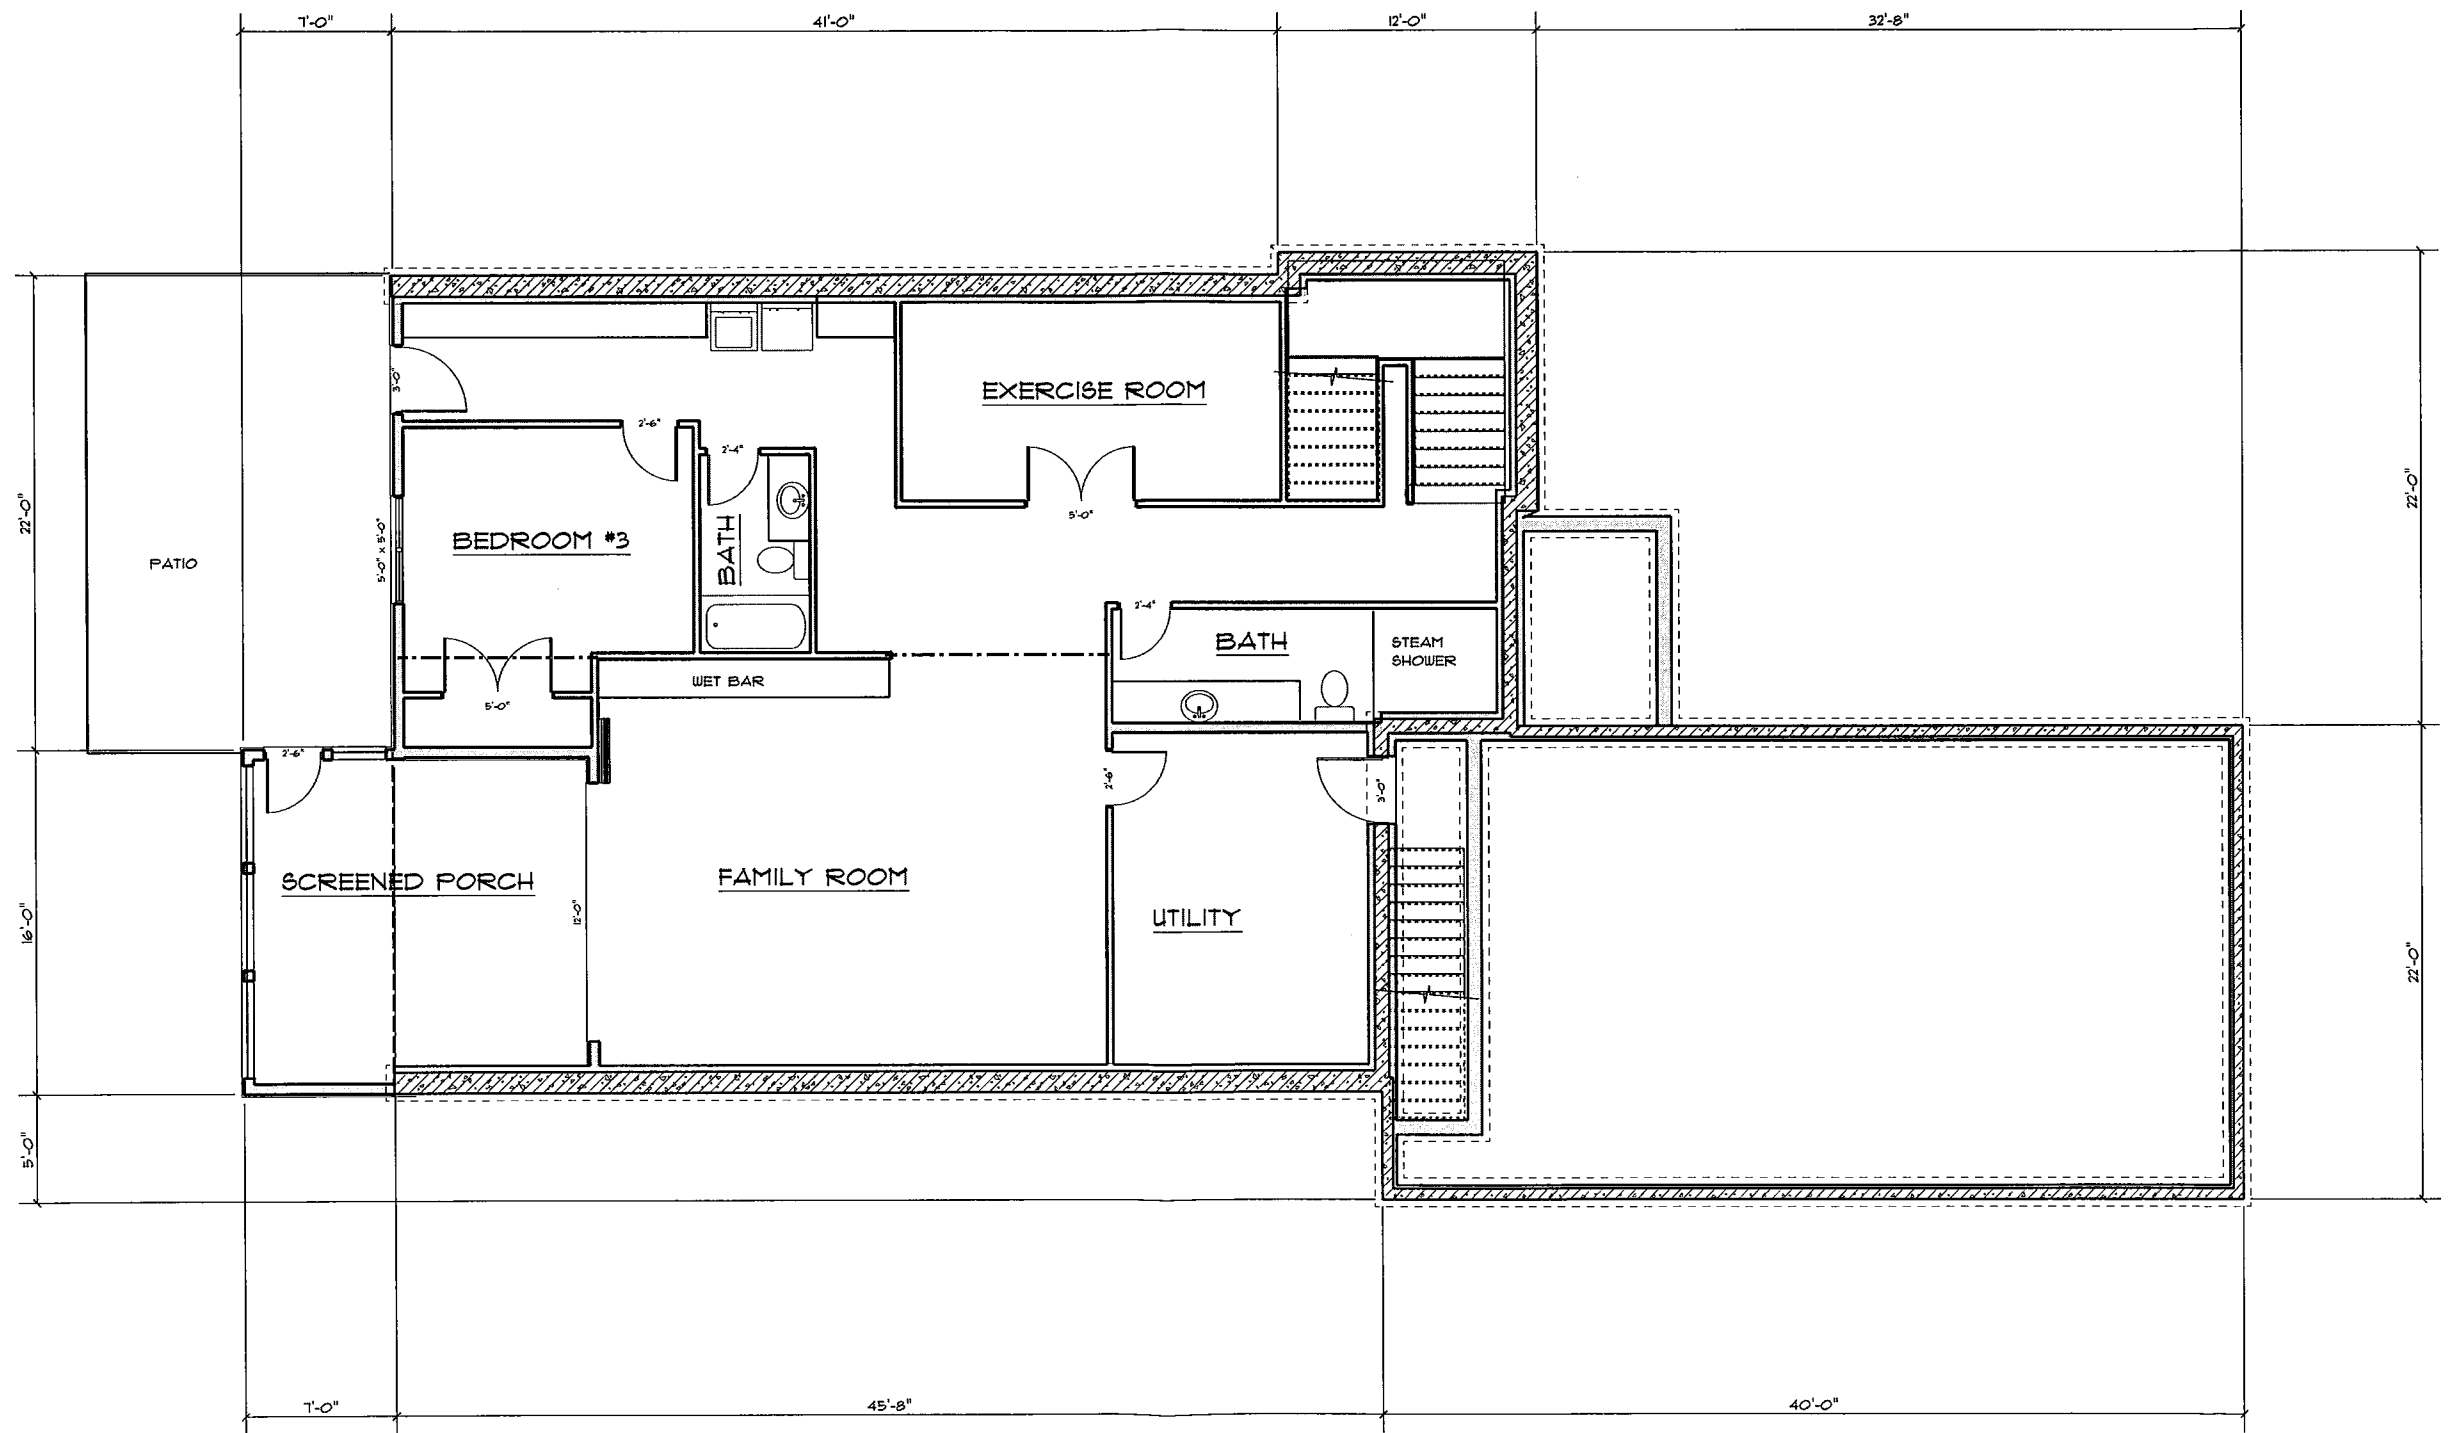 7'-0"
41'-0"
12'-0"
32'-8"
3'-0"
EXERCISE ROOM
2'-6"
2'-4"
22'-0"
22'-0"
5'-0"
BEDROOM #3
BATH
5'-0" x 5'-0"
PATIO
2'-4"
BATH
STEAM
SHOWER
WET BAR
5'-0"
2'-6"
2'-6"
3'-0"
SCREENED PORCH
FAMILY ROOM
12'-0"
UTILITY
16'-0"
22'-0"
5'-0"
7'-0"
45'-8"
40'-0"